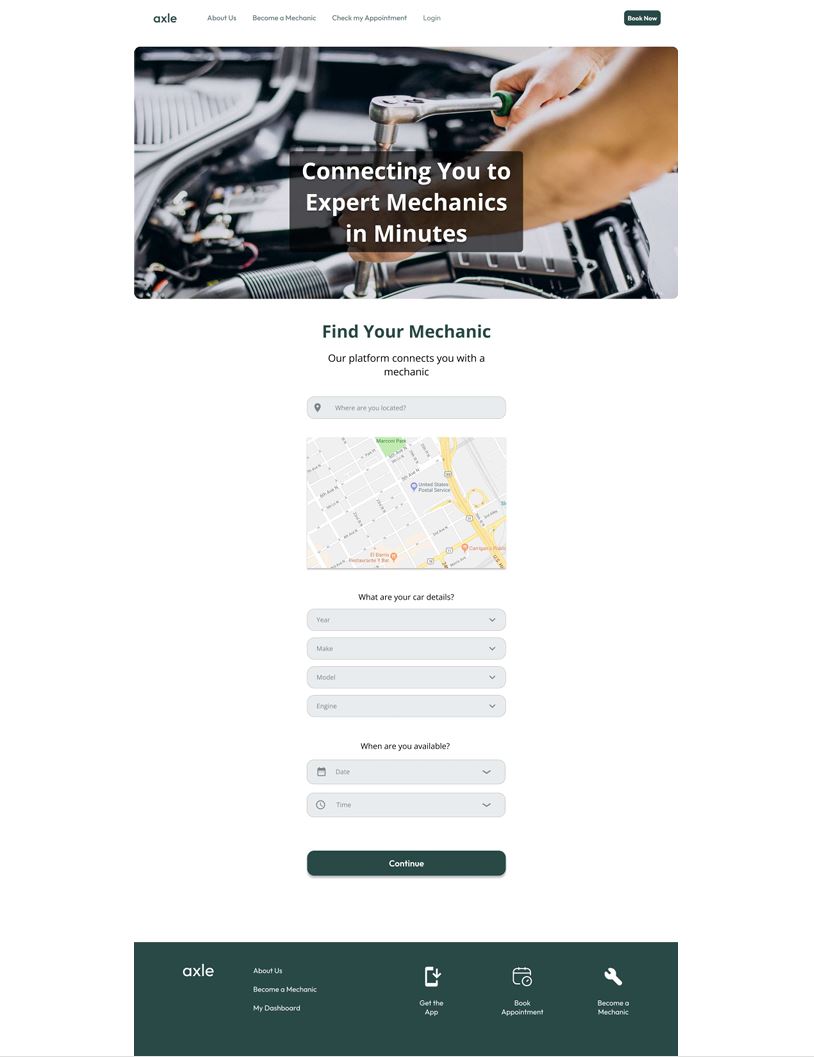 axle
About Us
Become a Mechanic
Check my Appointment
Login
Book Now
Connecting You to
Expert Mechanics
in Minutes
Find Your Mechanic
Our platform connects you with a
mechanic
Where are you located?
Marconi Park
United States
Postal Service
El Barrio
Restaurante Y Bar
What are your car details?
Year
Make
Model
Engine
When are you available?
Date
Time
Continue
axle
About Us
Become a Mechanic
My Dashboard
Get the
App
Book
Appointment
Become a
Mechanic